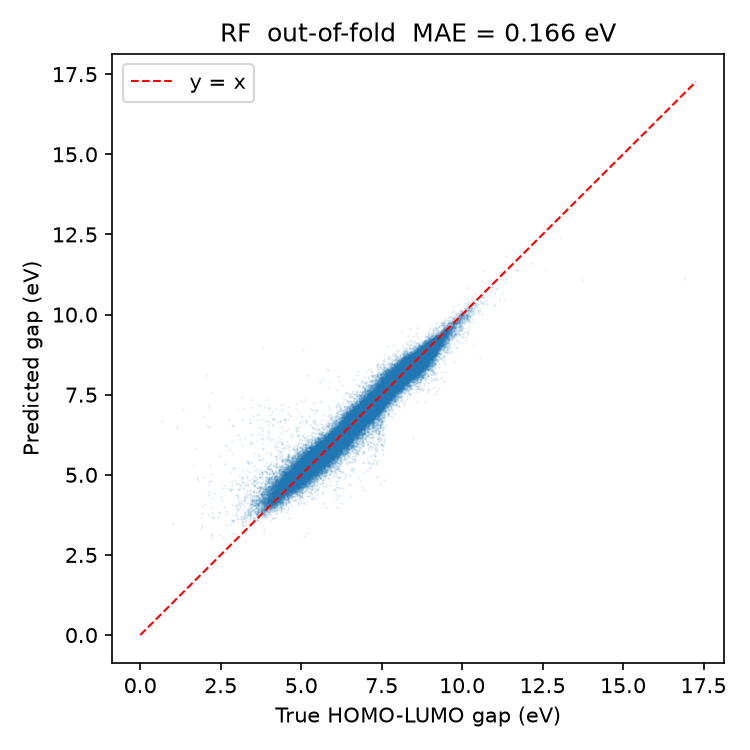 RF  out-of-fold  MAE = 0.166 eV
y = x
17.5
15.0
12.5
10.0
7.5
5.0
2.5
0.0
Predicted gap (eV)
0.0 2.5 5.0 7.5 10.0 12.5 15.0 17.5
True HOMO-LUMO gap (eV)